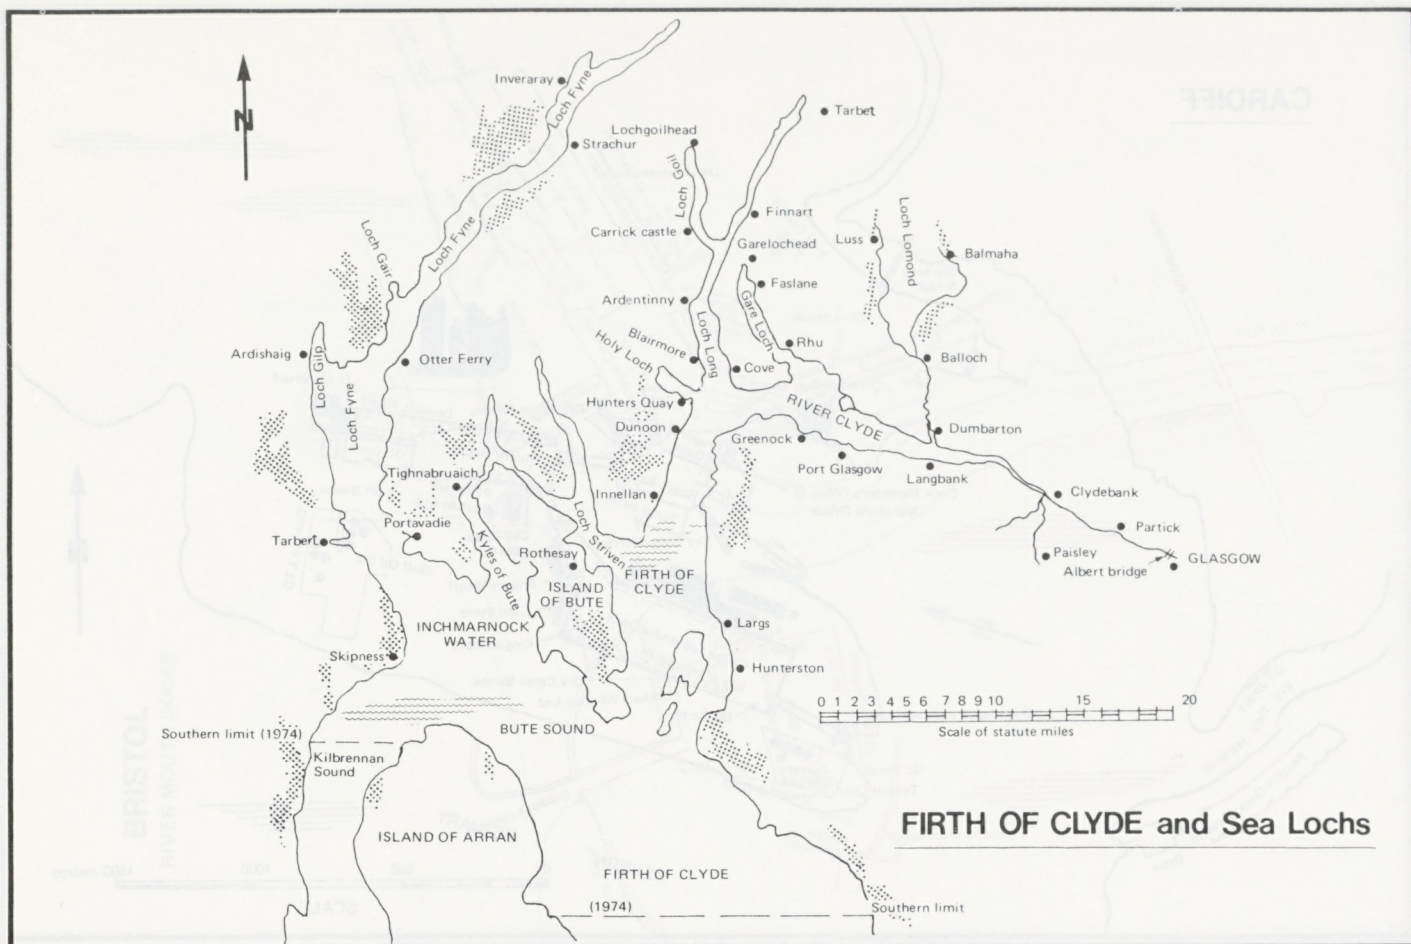 N
Inveraray
Loch Fyne
Strachur
Lochgoilhead
Loch Goil
Tarbet
Finnart
Carrick castle
Garelochead
Luss
Loch Lomond
Balmaha
Loch Gair
Loch Fyne
Faslane
Ardentinny
Gare Loch
Blairmore
Loch Long
Rhu
Ardishaig
Loch Gilp
Otter Ferry
Holy Loch
Cove
Balloch
Loch Fyne
Hunters Quay
RIVER CLYDE
Dunoon
Greenock
Dumbarton
Port Glasgow
Langbank
Tighnabruaich
Innellan
Clydebank
Portavadie
Partick
Tarbert
Kyles of Bute
Rothesay
Loch Striven
Paisley
GLASGOW
Albert bridge
FIRTH OF
CLYDE
ISLAND
OF BUTE
INCHMARNOCK
WATER
Largs
Skipness
Hunterston
0 1 2 3 4 5 6 7 8 9 10 15 20
Scale of statute miles
BUTE SOUND
Southern limit (1974)
Kilbrennan
Sound
FIRTH OF CLYDE and Sea Lochs
ISLAND OF ARRAN
FIRTH OF CLYDE
(1974)
Southern limit